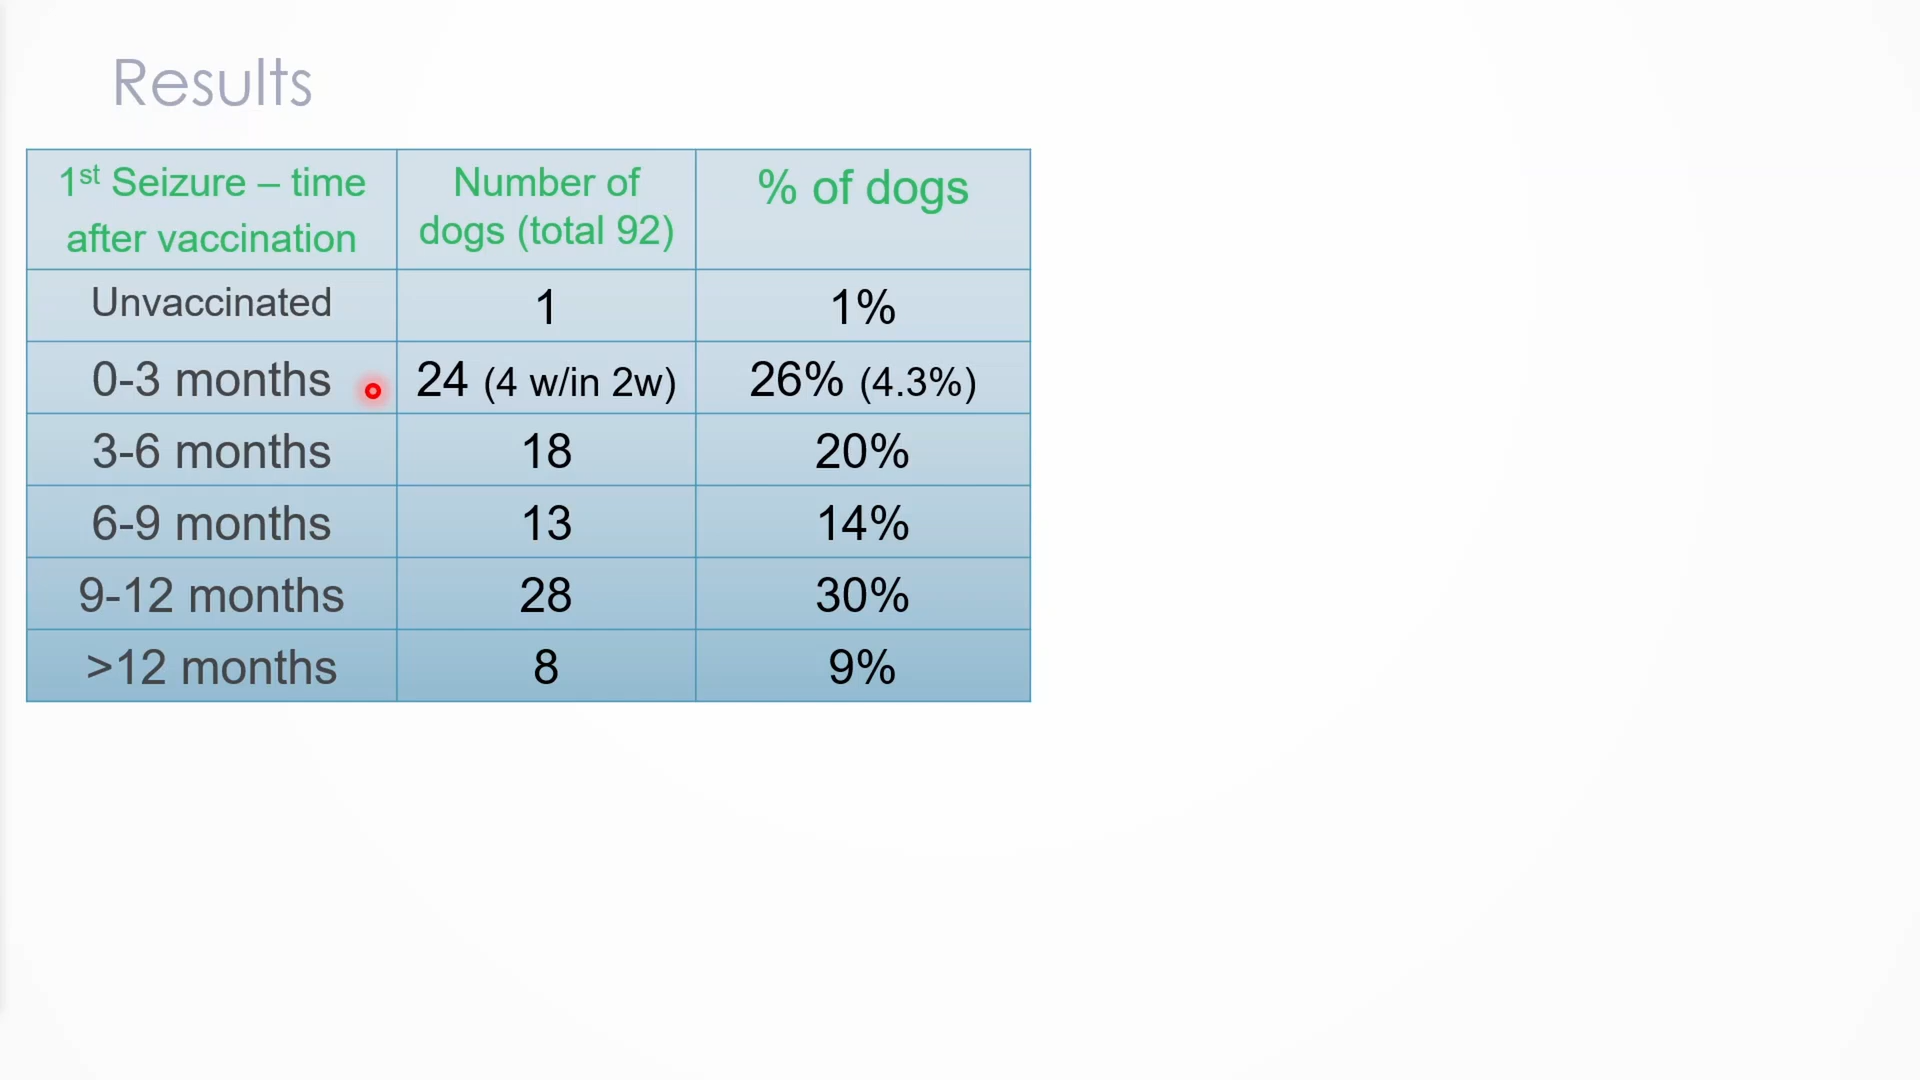 Results
1st Seizure – time
after vaccination
Number of
dogs (total 92)
% of dogs
Unvaccinated 1 1%
0-3 months 24 (4 w/in 2w) 26% (4.3%)
3-6 months 18 20%
6-9 months 13 14%
9-12 months 28 30%
>12 months 8 9%